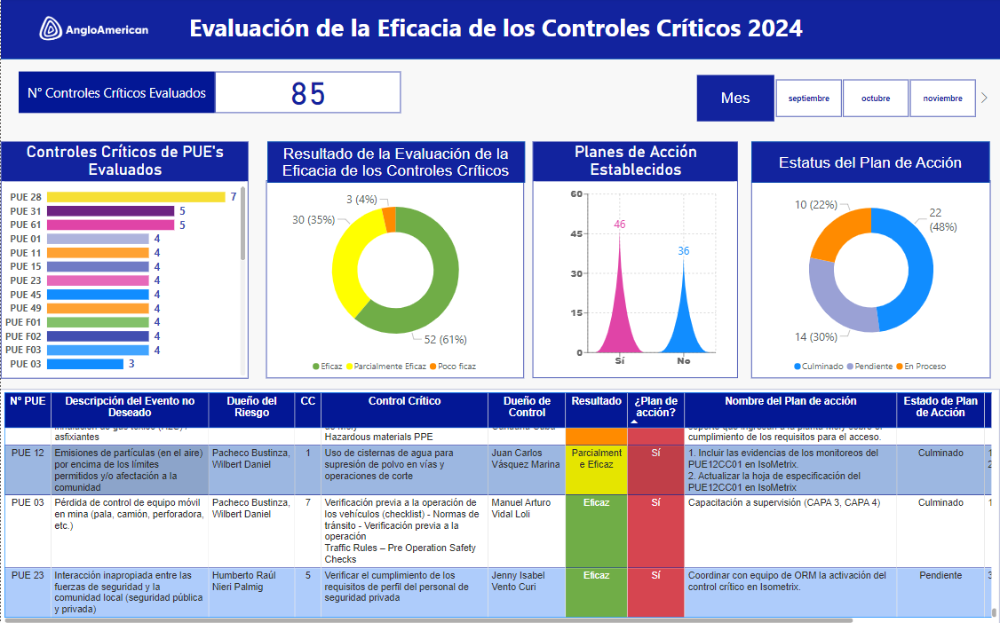 AngloAmerican
Evaluación de la Eficacia de los Controles Críticos 2024
N° Controles Críticos Evaluados
85
Mes
septiembre
octubre
noviembre
Controles Críticos de PUE's
Evaluados
PUE 28
7
PUE 31
5
PUE 61
5
PUE 01
4
PUE 11
4
PUE 15
4
PUE 23
4
PUE 45
4
PUE 49
4
PUE F01
4
PUE F02
4
PUE F03
4
PUE 03
3
Resultado de la Evaluación de la
Eficacia de los Controles Críticos
3 (4%)
30 (35%)
52 (61%)
Eficaz
Parcialmente Eficaz
Poco eficaz
Planes de Acción
Establecidos
60
45
30
15
0
46
36
Sí
No
Estatus del Plan de Acción
10 (22%)
22
(48%)
14 (30%)
Culminado
Pendiente
En Proceso
N° PUE
Descripción del Evento no
Deseado
Dueño del
Riesgo
CC
Control Crítico
Dueño de
Control
Resultado
¿Plan de
acción?
Nombre del Plan de acción
Estado de Plan
de Acción
asfixiantes
Hazardous materials PPE
cumplimiento de los requisitos para el acceso.
PUE 12
Emisiones de partículas (en el aire)
por encima de los límites
permitidos y/o afectación a la
comunidad
Pacheco Bustinza,
Wilbert Daniel
1
Uso de cisternas de agua para
supresión de polvo en vías y
operaciones de corte
Juan Carlos
Vásquez Marina
Parcialment
e Eficaz
Sí
1. Incluir las evidencias de los monitoreos del
PUE12CC01 en IsoMetrix.
2. Actualizar la hoja de especificación del
PUE12CC01 en IsoMetrix
Culminado
1
2
PUE 03
Pérdida de control de equipo móvil
en mina (pala, camión, perforadora,
etc.)
Pacheco Bustinza,
Wilbert Daniel
7
Verificación previa a la operación de
los vehículos (checklist) - Normas de
tránsito - Verificación previa a la
operación
Traffic Rules – Pre Operation Safety
Checks
Manuel Arturo
Vidal Loli
Eficaz
Sí
Capacitación a supervisión (CAPA 3, CAPA 4)
Culminado
1
PUE 23
Interacción inapropiada entre las
fuerzas de seguridad y la
comunidad local (seguridad pública
y privada)
Humberto Raúl
Nieri Palmig
5
Verificar el cumplimiento de los
requisitos de perfil del personal de
seguridad privada
Jenny Isabel
Vento Curi
Eficaz
Sí
Coordinar con equipo de ORM la activación del
control crítico en Isometrix.
Pendiente
3